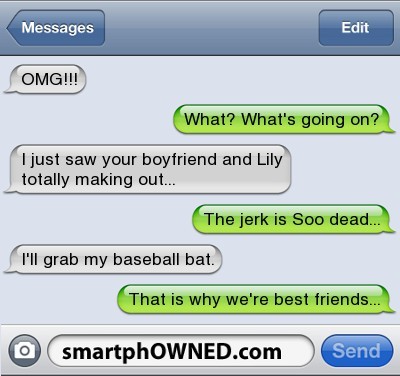 Messages
Edit
OMG!!!
What? What's going on?
I just saw your boyfriend and Lily
totally making out...
The jerk is Soo dead...
I'll grab my baseball bat.
That is why we're best friends...
smartphOWNED.com
Send